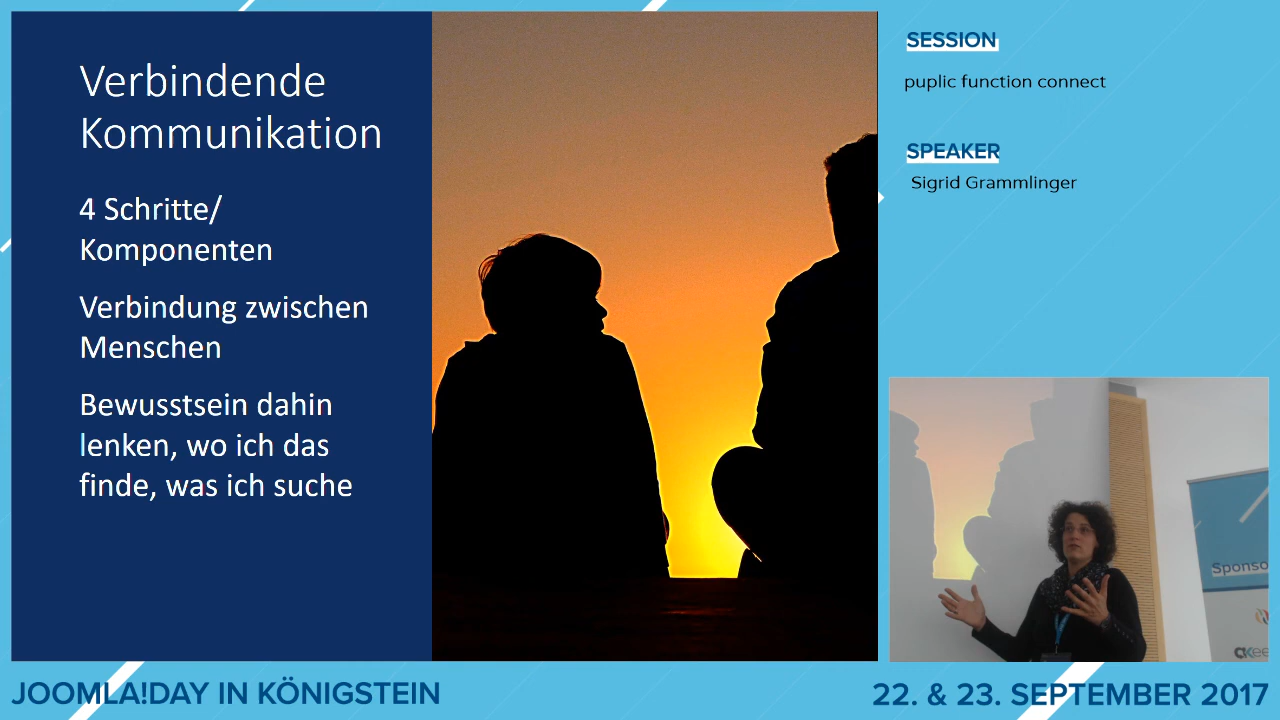 Verbindende
Kommunikation
4 Schritte/
Komponenten
Verbindung zwischen
Menschen
Bewusstsein dahin
lenken, wo ich das
finde, was ich suche
SESSION
puplic function connect
SPEAKER
Sigrid Grammlinger
Sponso
akee
JOOMLA!DAY IN KÖNIGSTEIN
22. & 23. SEPTEMBER 2017